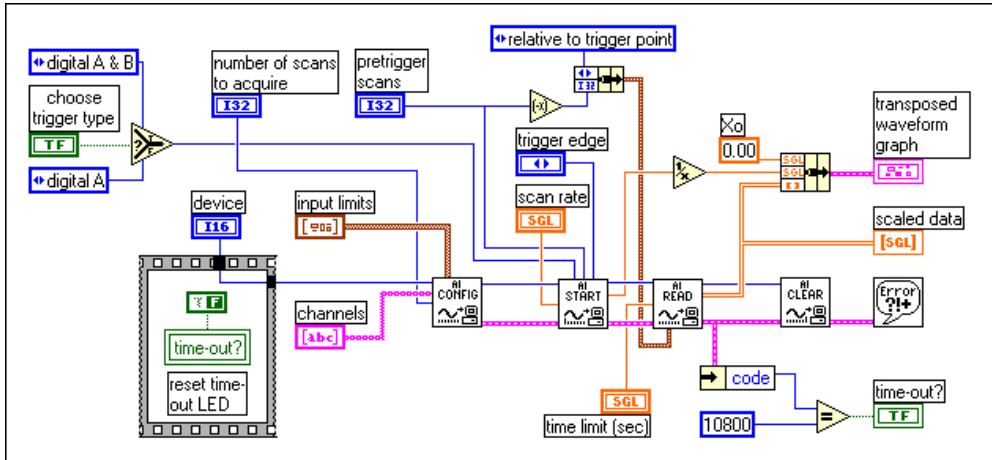 relative to trigger point
digital A & B
number of scans
to acquire
pretrigger
scans
I32
I32
I32
choose
trigger type
TF
?
T
F
(-x)
transposed
waveform
graph
Xo
0.00
SGL
SGL
trigger edge
1/x
digital A
scan rate
SGL
device
I16
input limits
scaled data
[SGL]
AI
CONFIG
AI
START
AI
READ
AI
CLEAR
Error
?!+
F
channels
[abc]
time-out?
reset time-
out LED
code
SGL
time limit (sec)
10800
=
time-out?
TF